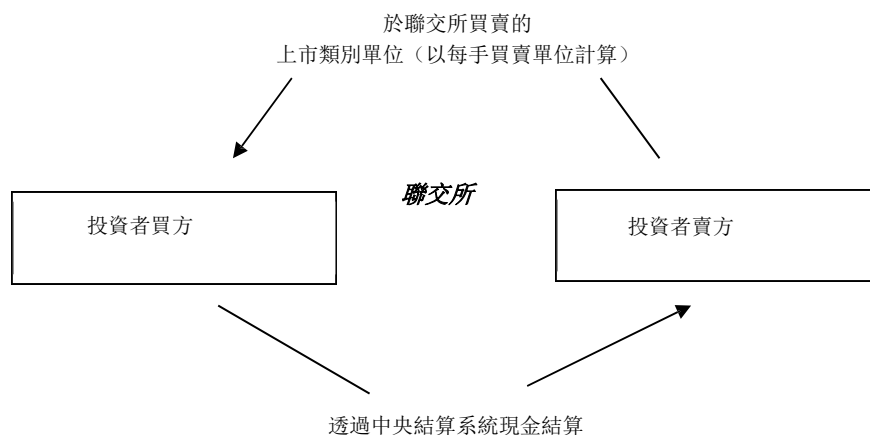 於聯交所買賣的
上市類別單位（以每手買賣單位計算）
聯交所
投資者買方
投資者賣方
透過中央結算系統現金結算